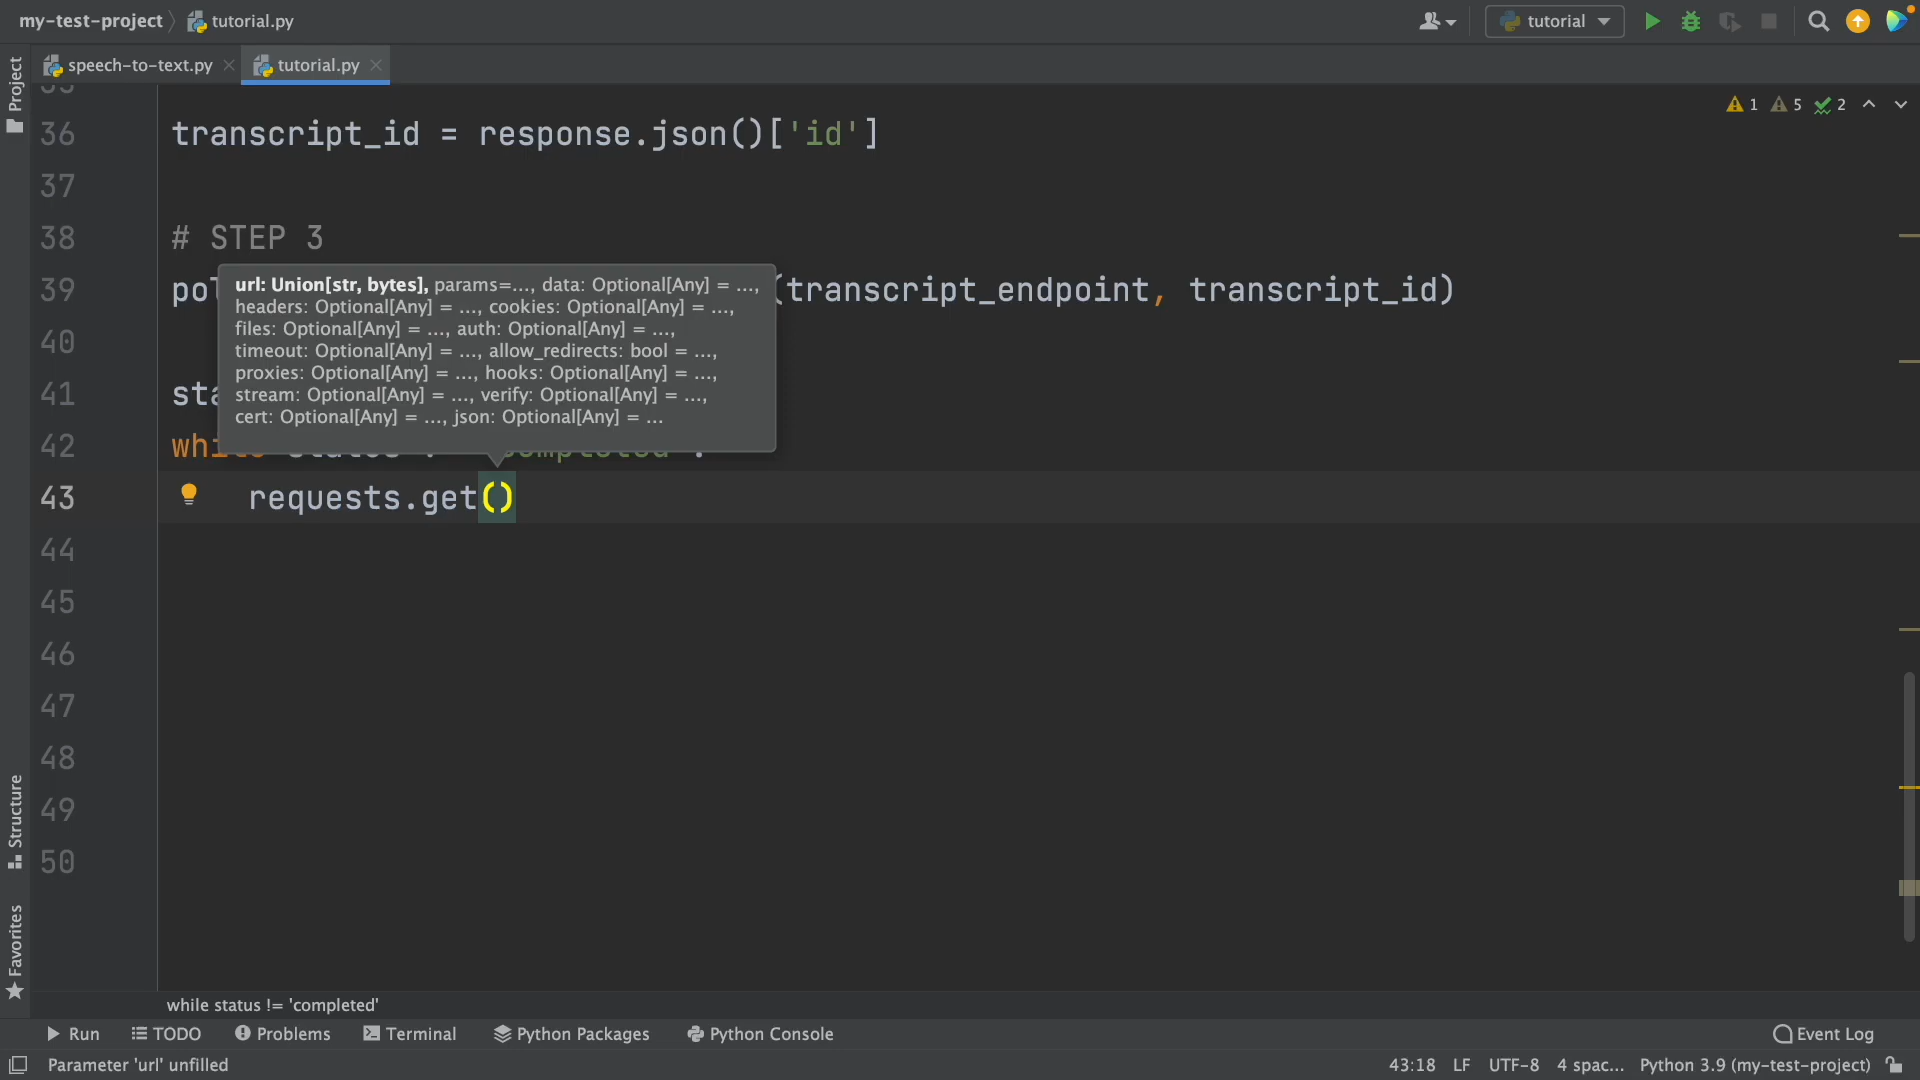 my-test-project tutorial.py
tutorial
speech-to-text.py tutorial.py
Project
1 5 2
36 transcript_id = response.json()['id']
37
38 # STEP 3
39 (transcript_endpoint, transcript_id)
url: Union[str, bytes], params=..., data: Optional[Any] = ...,
headers: Optional[Any] = ..., cookies: Optional[Any] = ...,
files: Optional[Any] = ..., auth: Optional[Any] = ...,
timeout: Optional[Any] = ..., allow_redirects: bool = ...,
proxies: Optional[Any] = ..., hooks: Optional[Any] = ...,
stream: Optional[Any] = ..., verify: Optional[Any] = ...,
cert: Optional[Any] = ..., json: Optional[Any] = ...
40
41
42
43 requests.get()
44
45
46
47
48
49
50
Structure
Favorites
while status != 'completed'
Run TODO Problems Terminal Python Packages Python Console Event Log
Parameter 'url' unfilled 43:18 LF UTF-8 4 spac... Python 3.9 (my-test-project)